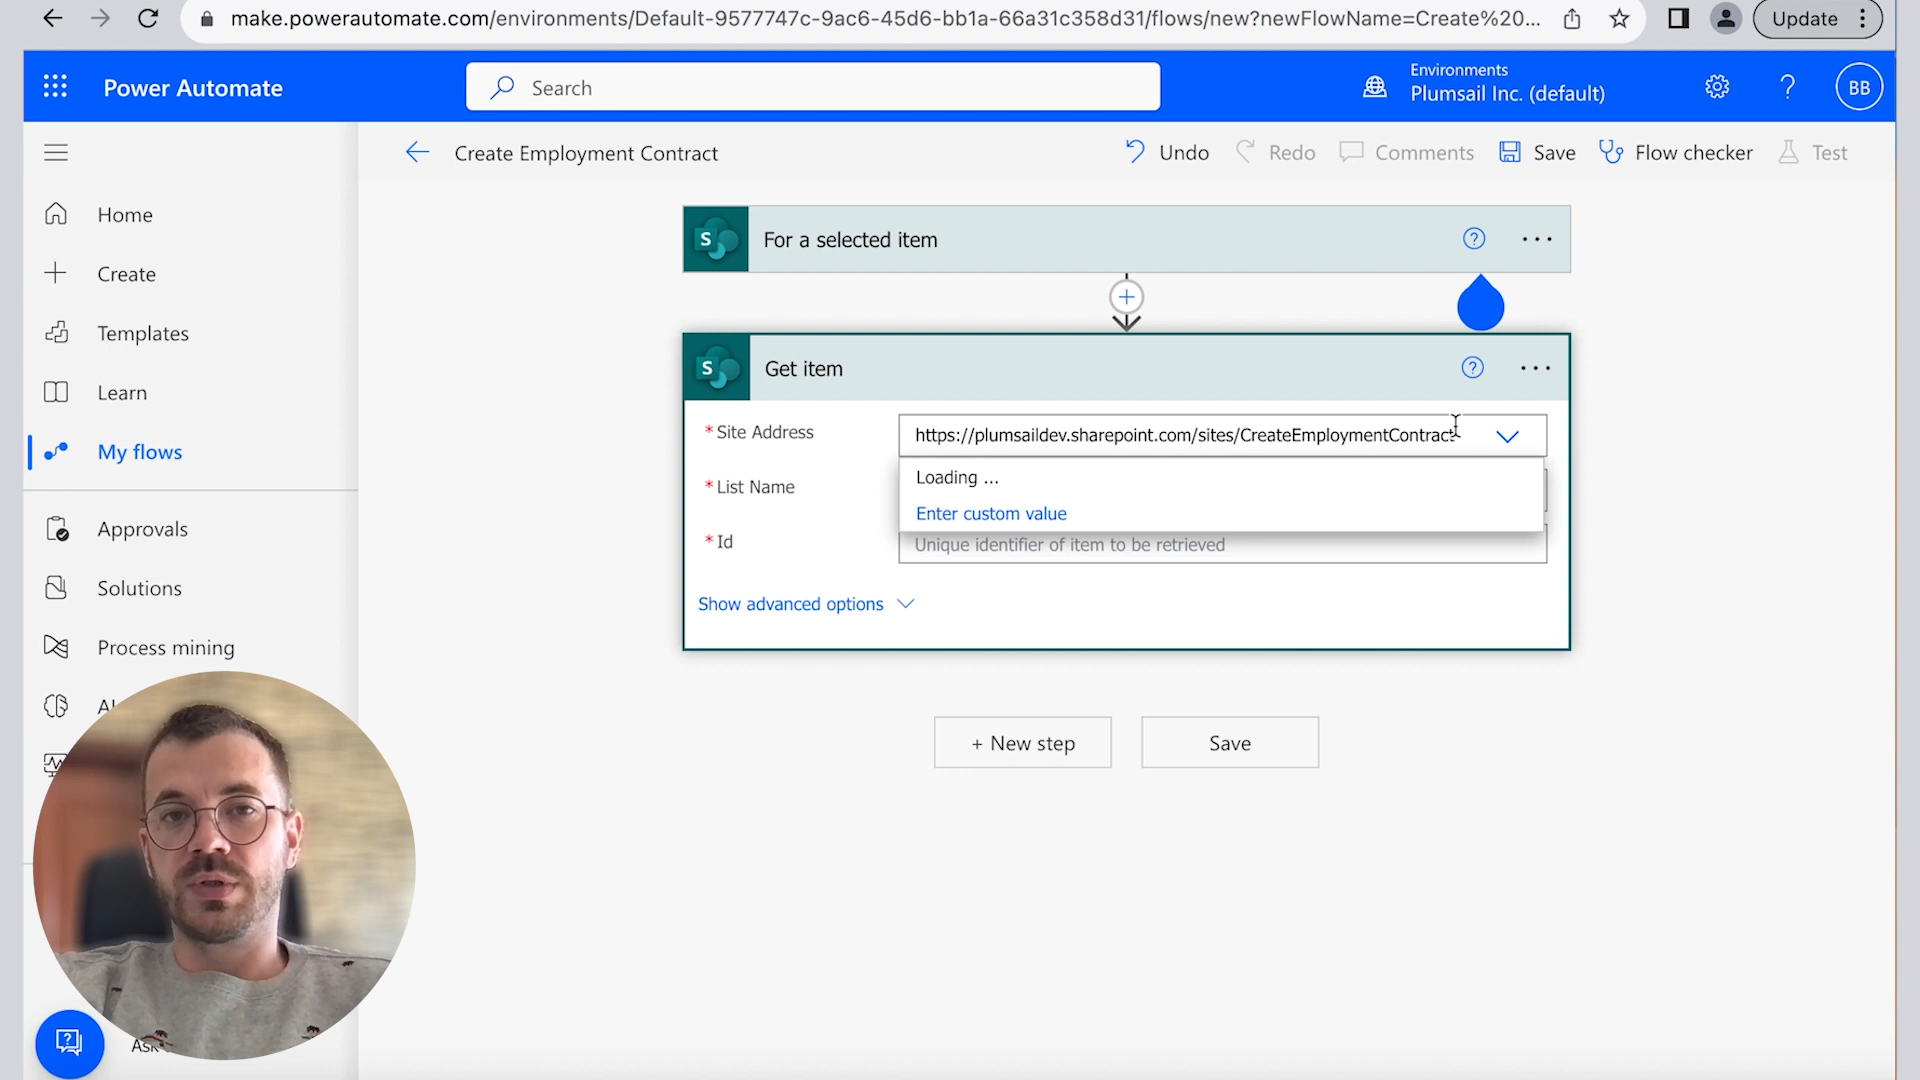 make.powerautomate.com/environments/Default-9577747c-9ac6-45d6-bb1a-66a31c358d31/flows/new?newFlowName=Create%20...
Update
Power Automate
Search
Environments
Plumsail Inc. (default)
BB
Create Employment Contract
Undo
Redo
Comments
Save
Flow checker
Test
Home
Create
Templates
Learn
My flows
Approvals
Solutions
Process mining
For a selected item
Get item
*Site Address
https://plumsaildev.sharepoint.com/sites/CreateEmploymentContract
Loading ...
Enter custom value
*List Name
*Id
Unique identifier of item to be retrieved
Show advanced options
+ New step
Save
Ask